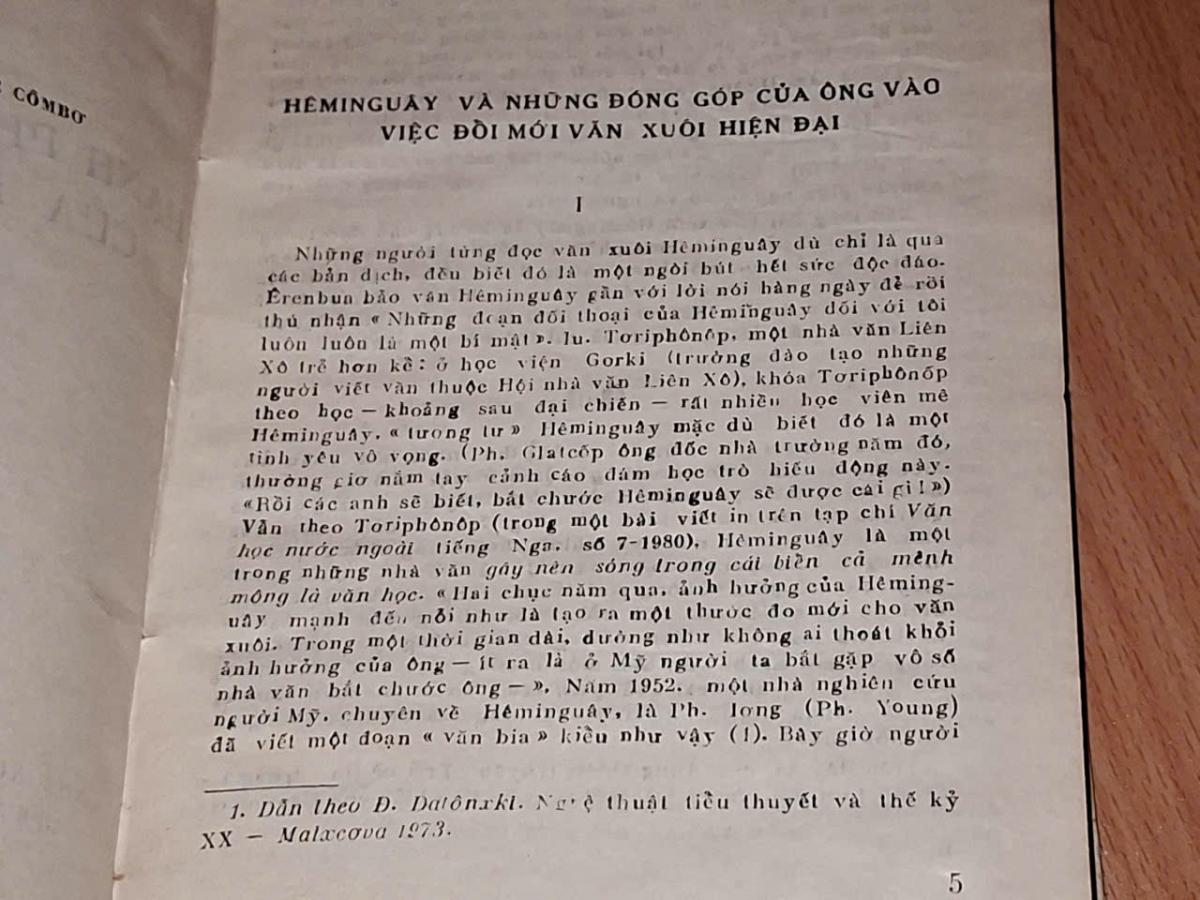 CÔMBƠ
HÊMINGUÂY VÀ NHỮNG ĐÓNG GÓP CỦA ÔNG VÀO
VIỆC ĐỔI MỚI VĂN XUÔI HIỆN ĐẠI
I
Những người từng đọc văn xuôi Hêminguây dù chỉ là qua
các bản dịch, đều biết đó là một ngòi bút hết sức độc đáo.
Êrenbua bảo văn Hêminguây gần với lời nói hàng ngày để rồi
thú nhận « Những đoạn đối thoại của Hêminguây đối với tôi
luôn luôn là một bí mật ». Iu. Tơriphônốp, một nhà văn Liên
Xô trẻ hơn kể: ở học viện Gorki (trường đào tạo những
người viết văn thuộc Hội nhà văn Liên Xô), khóa Tơriphônốp
theo học — khoảng sau đại chiến — rất nhiều học viên mê
Hêminguây, « tương tư » Hêminguây mặc dù biết đó là một
tình yêu vô vọng. (Ph. Glatcốp ông đốc nhà trường năm đó,
thường giơ nắm tay cảnh cáo đám học trò hiếu động này.
«Rồi các anh sẽ biết, bắt chước Hêminguây sẽ được cái gì!»)
Vẫn theo Tơriphônốp (trong một bài viết in trên tạp chí Văn
học nước ngoài tiếng Nga, số 7-1980), Hêminguây là một
trong những nhà văn gây nên sóng trong cái biển cả mênh
mông là văn học. «Hai chục năm qua, ảnh hưởng của Hêming-
uây mạnh đến nỗi như là tạo ra một thước đo mới cho văn
xuôi. Trong một thời gian dài, dường như không ai thoát khỏi
ảnh hưởng của ông — ít ra là ở Mỹ người ta bắt gặp vô số
nhà văn bắt chước ông — ». Năm 1952. một nhà nghiên cứu
người Mỹ, chuyên về Hêminguây, là Ph. Iơng (Ph. Young)
đã viết một đoạn « văn bia » kiểu như vậy (1). Bây giờ người
1. Dẫn theo Đ. Datônxki. Nghệ thuật tiểu thuyết và thế kỷ
XX — Matxcơva 1973.
5